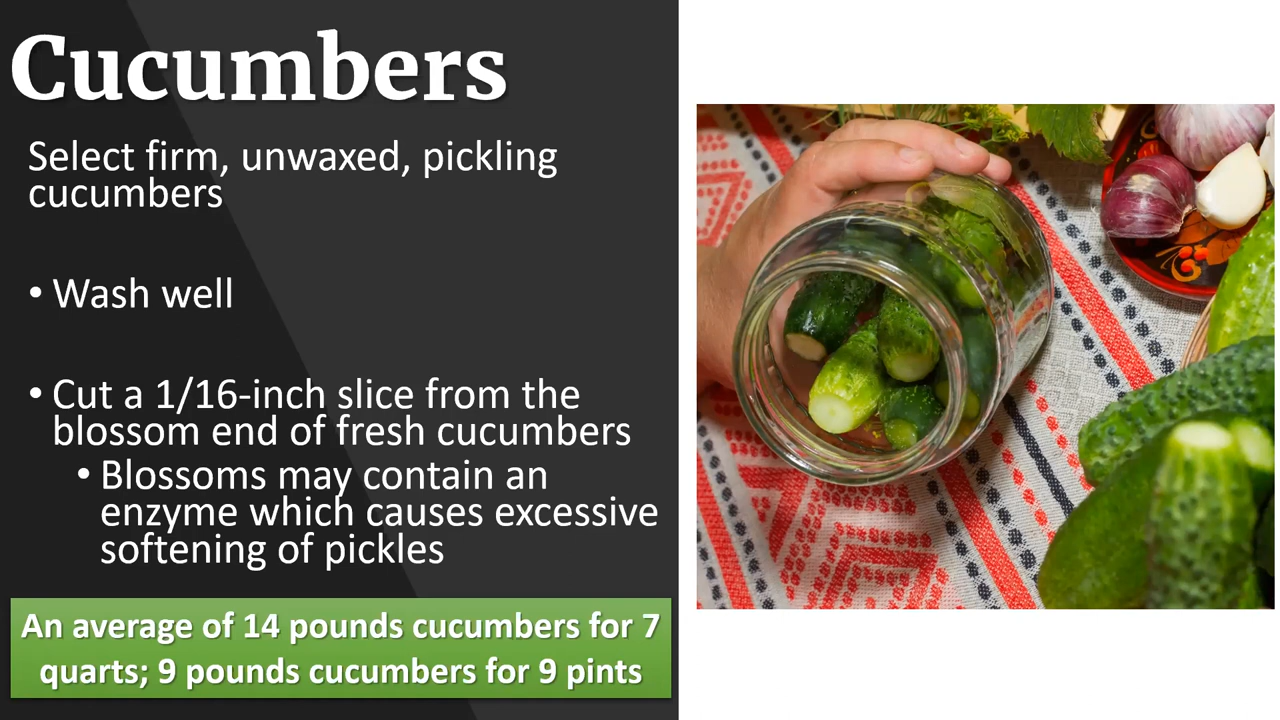 Cucumbers
Select firm, unwaxed, pickling
cucumbers
• Wash well
• Cut a 1/16-inch slice from the
blossom end of fresh cucumbers
• Blossoms may contain an
enzyme which causes excessive
softening of pickles
An average of 14 pounds cucumbers for 7
quarts; 9 pounds cucumbers for 9 pints